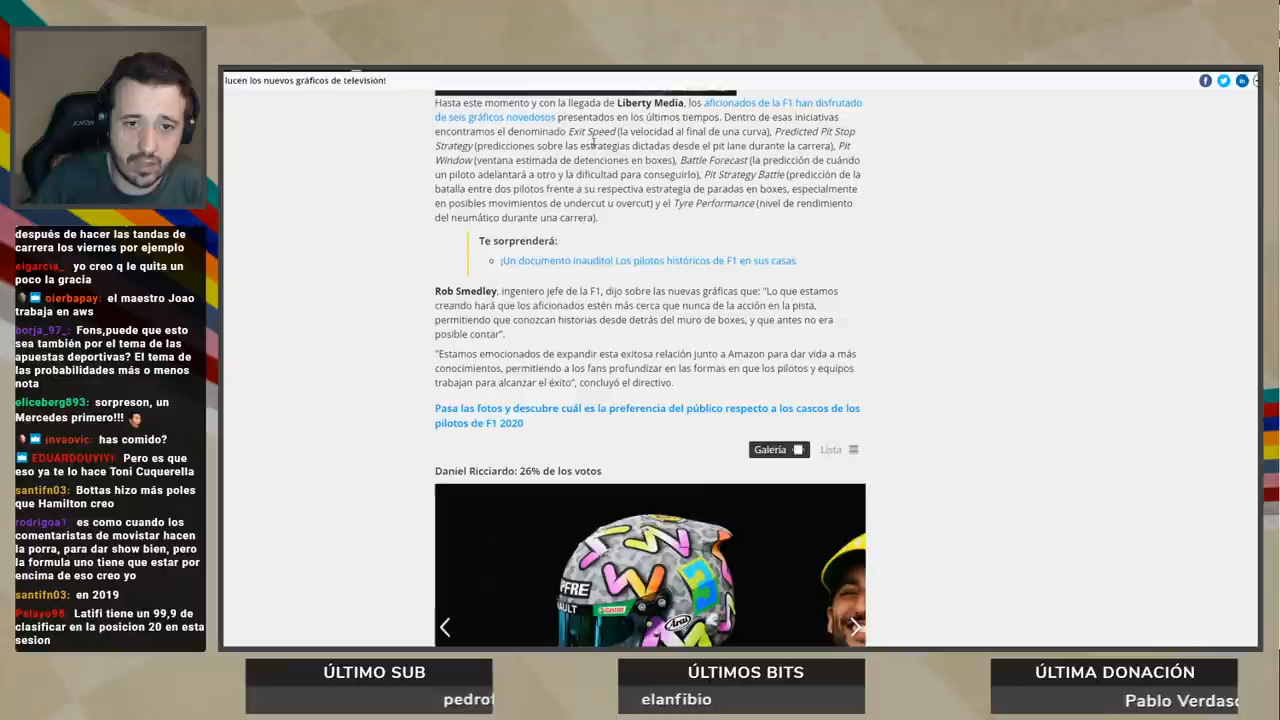 lucen los nuevos gráficos de televisión!
Hasta este momento y con la llegada de Liberty Media, los aficionados de la F1 han disfrutado
de seis gráficos novedosos presentados en los últimos tiempos. Dentro de esas iniciativas
encontramos el denominado Exit Speed (la velocidad al final de una curva), Predicted Pit Stop
Strategy (predicciones sobre las estrategias dictadas desde el pit lane durante la carrera), Pit
Window (ventana estimada de detenciones en boxes), Battle Forecast (la predicción de cuándo
un piloto adelantará a otro y la dificultad para conseguirlo), Pit Strategy Battle (predicción de la
batalla entre dos pilotos frente a su respectiva estrategia de paradas en boxes, especialmente
en posibles movimientos de undercut u overcut) y el Tyre Performance (nivel de rendimiento
del neumático durante una carrera).
Te sorprenderá:
¡Un documento inaudito! Los pilotos históricos de F1 en sus casas
Rob Smedley, ingeniero jefe de la F1, dijo sobre las nuevas gráficas que: "Lo que estamos
creando hará que los aficionados estén más cerca que nunca de la acción en la pista,
permitiendo que conozcan historias desde detrás del muro de boxes, y que antes no era
posible contar".
"Estamos emocionados de expandir esta exitosa relación junto a Amazon para dar vida a más
conocimientos, permitiendo a los fans profundizar en las formas en que los pilotos y equipos
trabajan para alcanzar el éxito", concluyó el directivo.
Pasa las fotos y descubre cuál es la preferencia del público respecto a los cascos de los
pilotos de F1 2020
Galería
Lista
Daniel Ricciardo: 26% de los votos
PFRE
AULT
Castrol
Arai
después de hacer las tandas de
carrera los viernes por ejemplo
elgarcia_ yo creo q le quita un
poco la gracia
oierbapay: el maestro Joao
trabaja en aws
borja_97_: Fons,puede que esto
sea también por el tema de las
apuestas deportivas? El tema de
las probabilidades más o menos
nota
eliceberg893: sorpreson, un
Mercedes primero!!!
jnvaovic: has comido?
EDUARDOUYIYI: Pero es que
eso ya te lo hace Toni Cuquerella
santifn03: Bottas hizo más poles
que Hamilton creo
rodrigoa1: es como cuando los
comentaristas de movistar hacen
la porra, para dar show bien, pero
la formula uno tiene que estar por
encima de eso creo yo
santifn03: en 2019
Pelayo98: Latifi tiene un 99,9 de
clasificar en la posicion 20 en esta
sesion
ÚLTIMO SUB
pedrof
ÚLTIMOS BITS
elanfibio
ÚLTIMA DONACIÓN
Pablo Verdasc